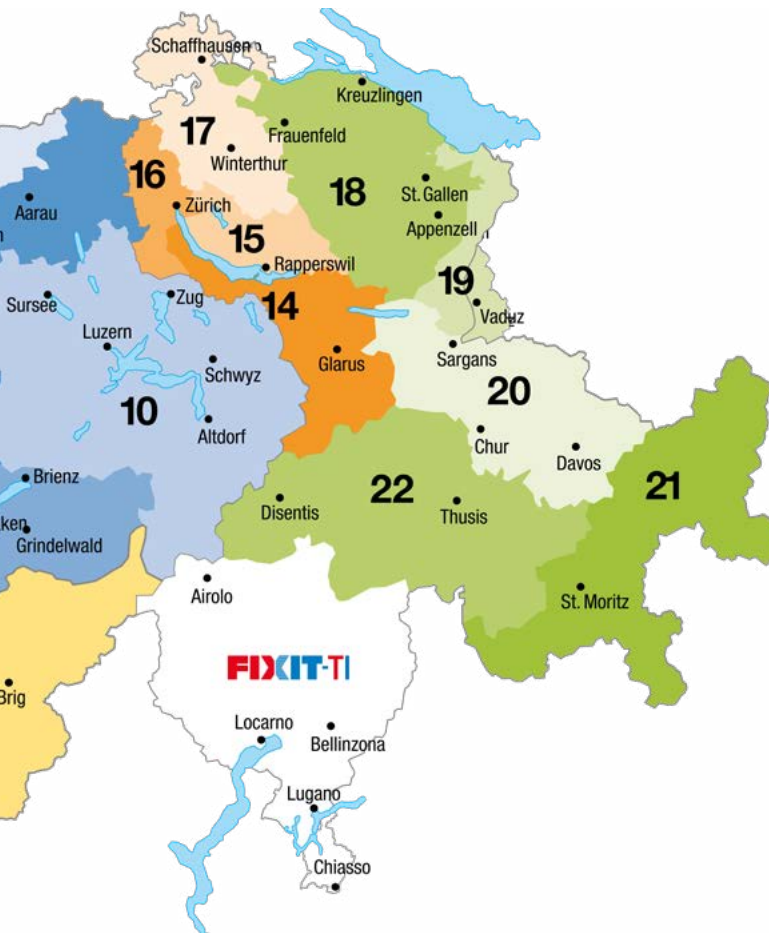 Schaffhausen
Kreuzlingen
17
Frauenfeld
Winterthur
16
18
St. Gallen
Aarau
Zürich
Appenzell
15
Rapperswil
19
Sursee
Zug
14
Vaduz
Luzern
Glarus
Sargans
Schwyz
20
10
Altdorf
Chur
Davos
Brienz
22
21
Disentis
Thusis
ken
Grindelwald
Airolo
St. Moritz
FIXIT-TI
Brig
Locarno
Bellinzona
Lugano
Chiasso